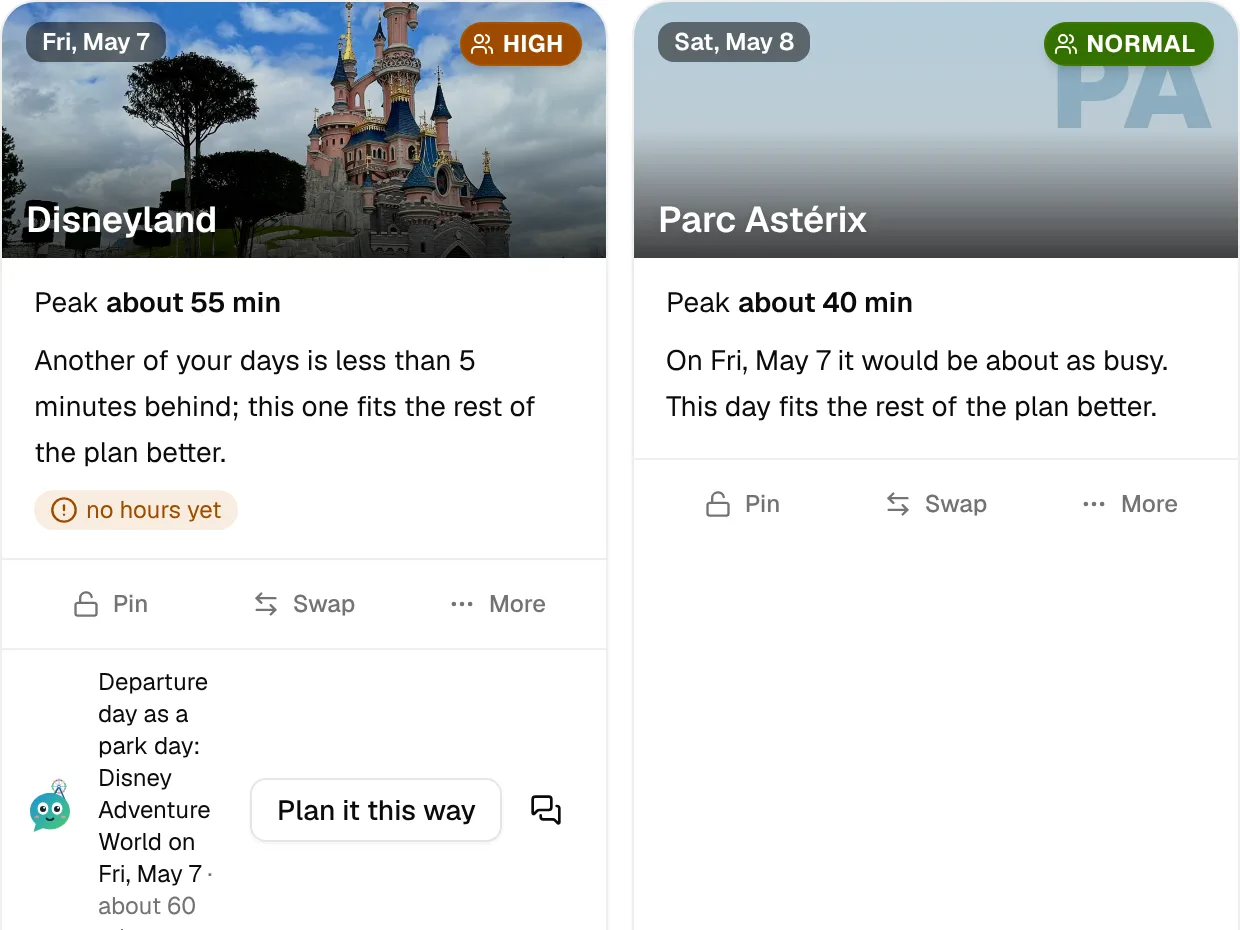 Fri, May 7
HIGH
Disneyland
Peak about 55 min
Another of your days is less than 5
minutes behind; this one fits the rest of
the plan better.
no hours yet
Pin
Swap
More
Departure
day as a
park day:
Disney
Adventure
World on
Fri, May 7 ·
about 60
Plan it this way
Sat, May 8
NORMAL
PA
Parc Astérix
Peak about 40 min
On Fri, May 7 it would be about as busy.
This day fits the rest of the plan better.
Pin
Swap
More